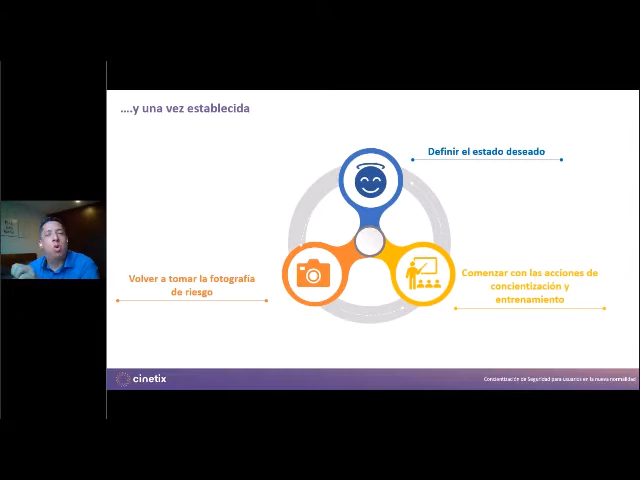 ....y una vez establecida
Definir el estado deseado
Volver a tomar la fotografía
de riesgo
Comenzar con las acciones de
concientización y
entrenamiento
cinetix
Concientización de Seguridad para usuarios en la nueva normalidad